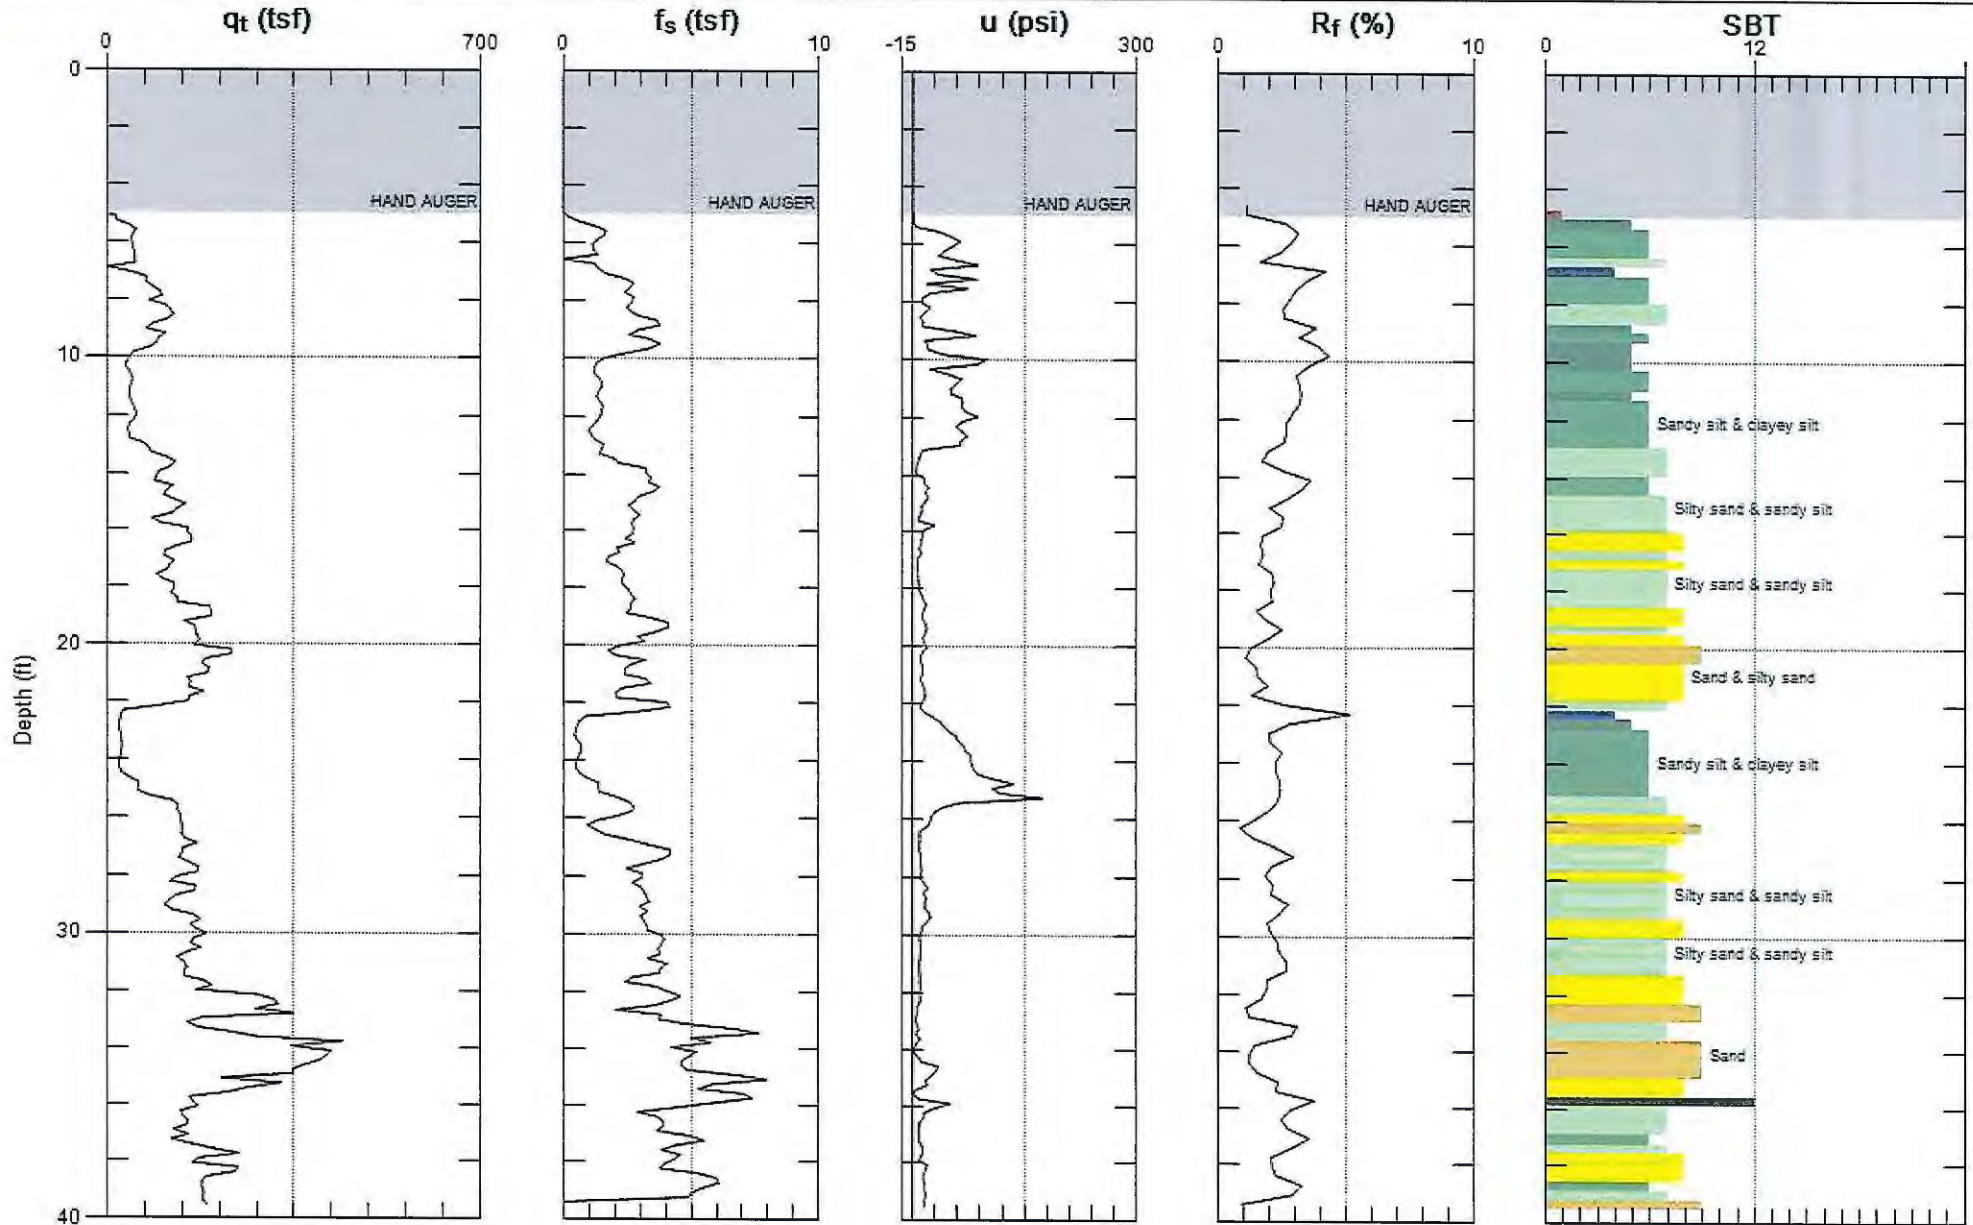 qt (tsf) fs (tsf) u (psi) Rf (%) SBT
0 700 0 10 -15 300 0 10 0 12
0
HAND AUGER HAND AUGER HAND AUGER HAND AUGER
10
Sandy silt & clayey silt
Silty sand & sandy silt
Silty sand & sandy silt
20
Sand & silty sand
Depth (ft)
Sandy silt & clayey silt
Silty sand & sandy silt
30
Silty sand & sandy silt
Sand
40